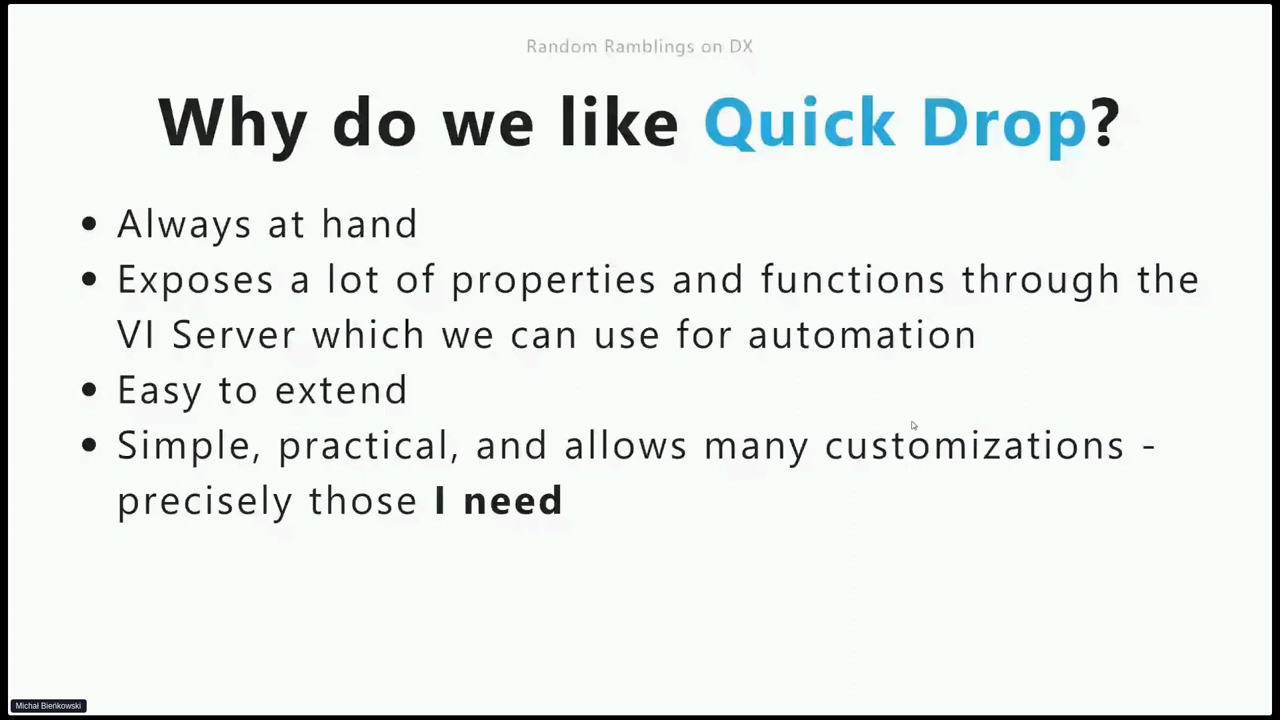 Random Ramblings on DX
Why do we like Quick Drop?
• Always at hand
• Exposes a lot of properties and functions through the
VI Server which we can use for automation
• Easy to extend
• Simple, practical, and allows many customizations -
precisely those I need
Michał Bieńkowski